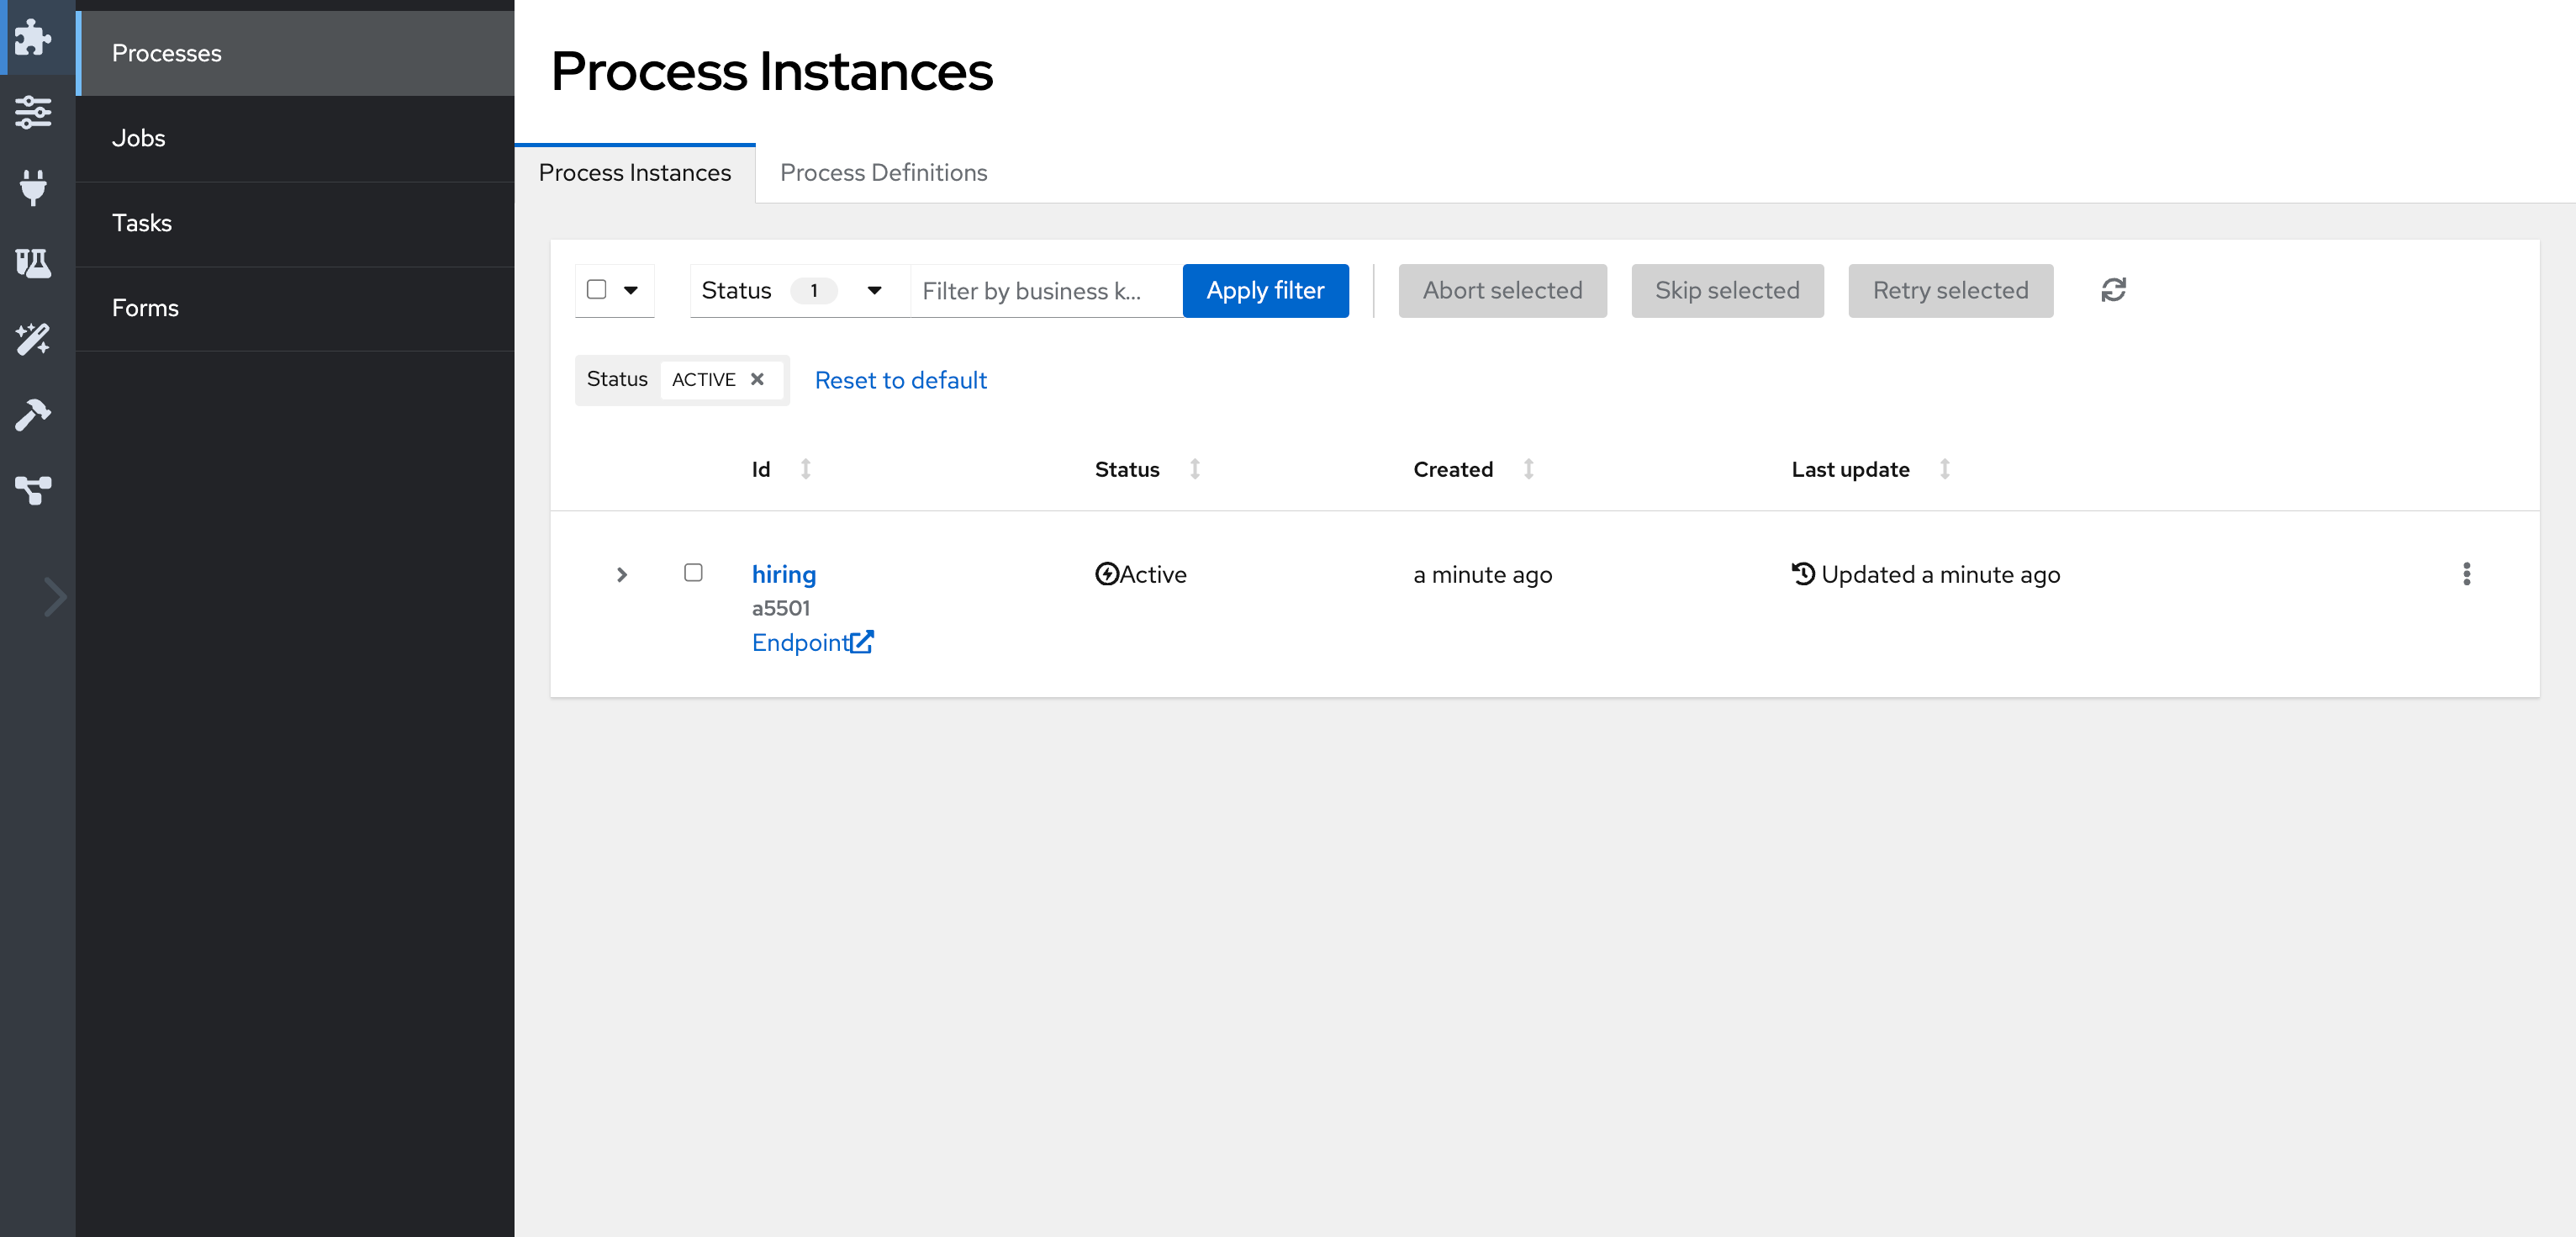 Processes
Jobs
Tasks
Forms
Process Instances
Process Instances Process Definitions
Status 1 Filter by business k... Apply filter Abort selected Skip selected Retry selected
Status ACTIVE Reset to default
Id Status Created Last update
hiring Active a minute ago Updated a minute ago
a5501
Endpoint